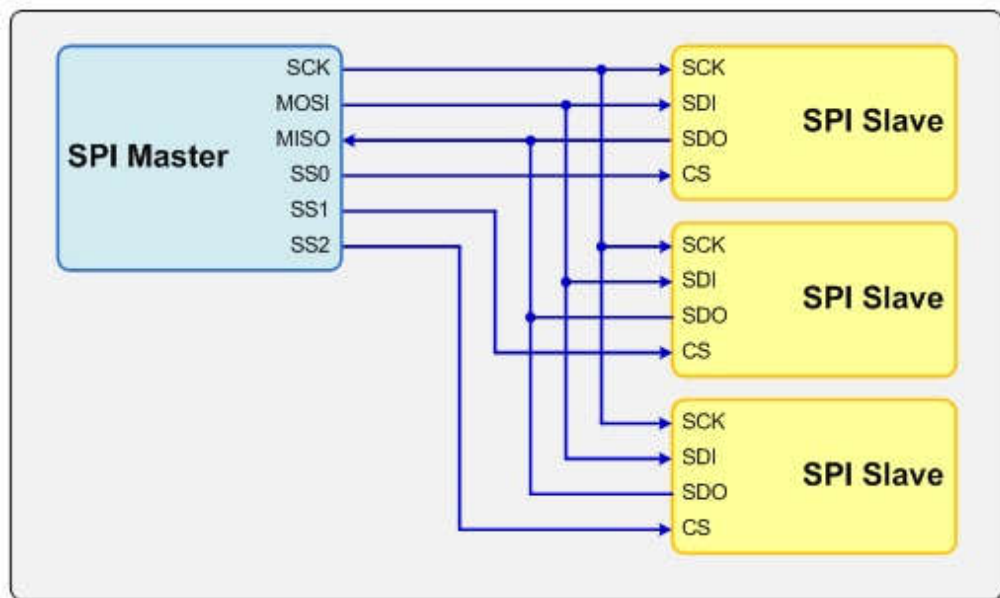 SPI Master
SCK
MOSI
MISO
SS0
SS1
SS2
SCK
SDI
SDO
CS
SPI Slave
SCK
SDI
SDO
CS
SPI Slave
SCK
SDI
SDO
CS
SPI Slave